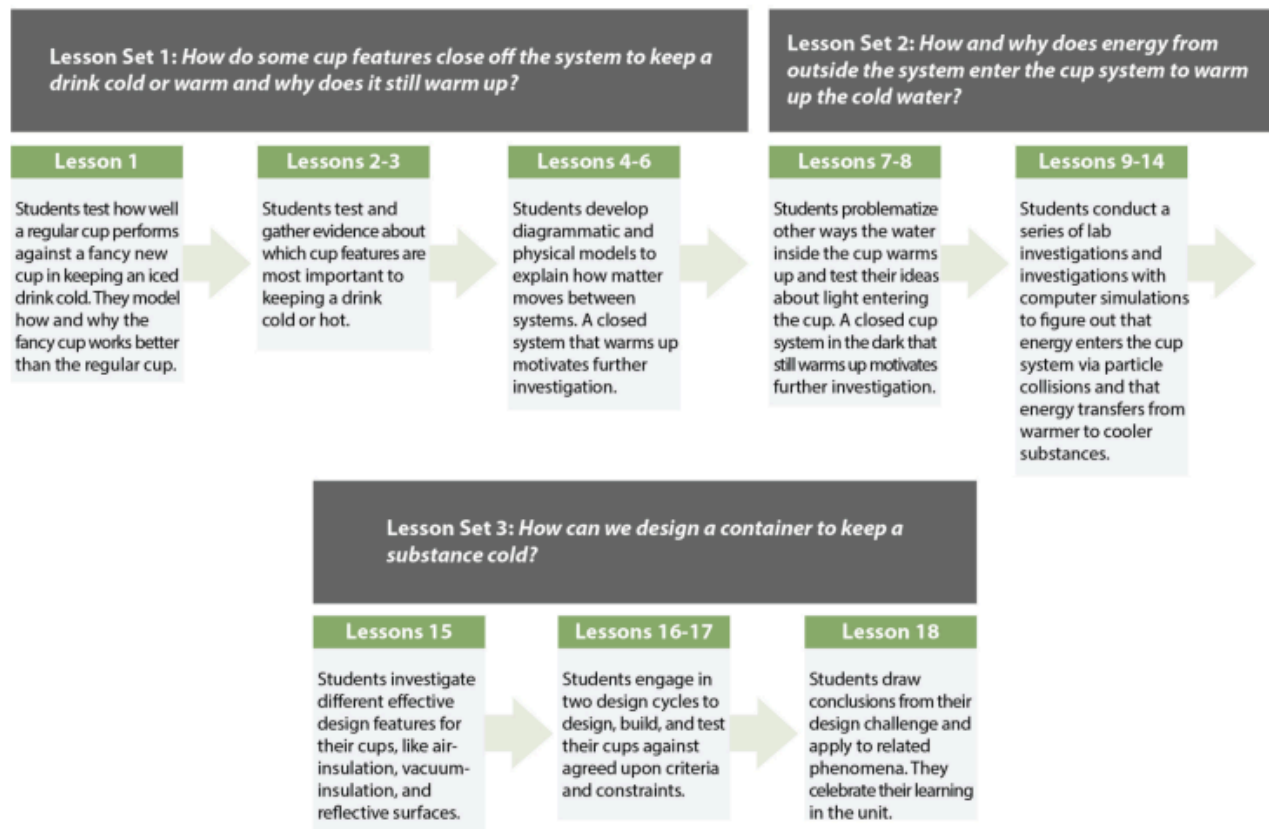 Lesson Set 1: How do some cup features close off the system to keep a
drink cold or warm and why does it still warm up?
Lesson 1
Students test how well
a regular cup performs
against a fancy new
cup in keeping an iced
drink cold. They model
how and why the
fancy cup works better
than the regular cup.
Lessons 2-3
Students test and
gather evidence about
which cup features are
most important to
keeping a drink
cold or hot.
Lessons 4-6
Students develop
diagrammatic and
physical models to
explain how matter
moves between
systems. A closed
system that warms up
motivates further
investigation.
Lesson Set 2: How and why does energy from
outside the system enter the cup system to warm
up the cold water?
Lessons 7-8
Students problematize
other ways the water
inside the cup warms
up and test their ideas
about light entering
the cup. A closed cup
system in the dark that
still warms up motivates
further investigation.
Lessons 9-14
Students conduct a
series of lab
investigations and
investigations with
computer simulations
to figure out that
energy enters the cup
system via particle
collisions and that
energy transfers from
warmer to cooler
substances.
Lesson Set 3: How can we design a container to keep a
substance cold?
Lessons 15
Students investigate
different effective
design features for
their cups, like air-
insulation, vacuum-
insulation, and
reflective surfaces.
Lessons 16-17
Students engage in
two design cycles to
design, build, and test
their cups against
agreed upon criteria
and constraints.
Lesson 18
Students draw
conclusions from their
design challenge and
apply to related
phenomena. They
celebrate their learning
in the unit.